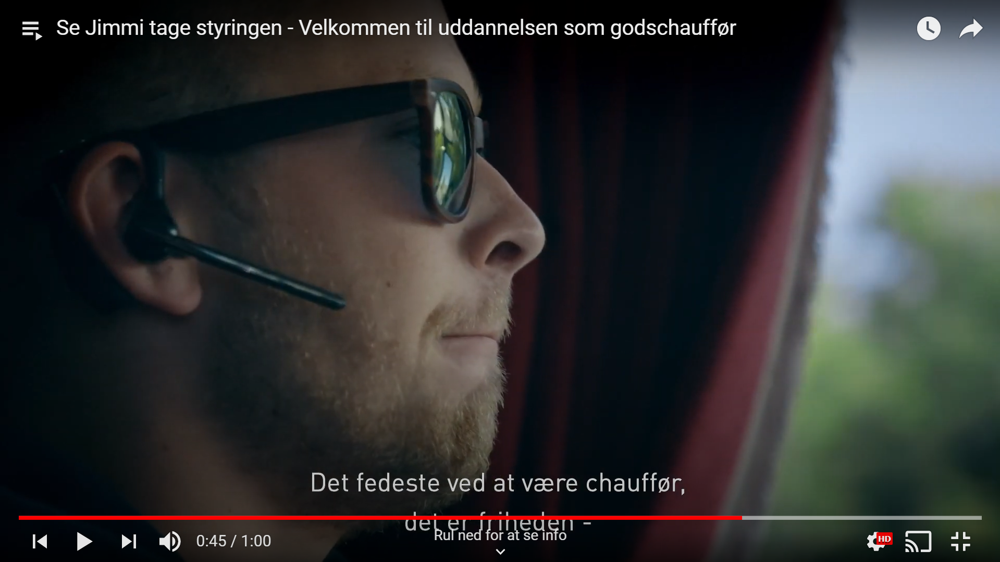 Se Jimmi tage styringen - Velkommen til uddannelsen som godschauffør
Det fedeste ved at være chauffør,
det er friheden -
Rul ned for at se info
0:45 / 1:00
HD